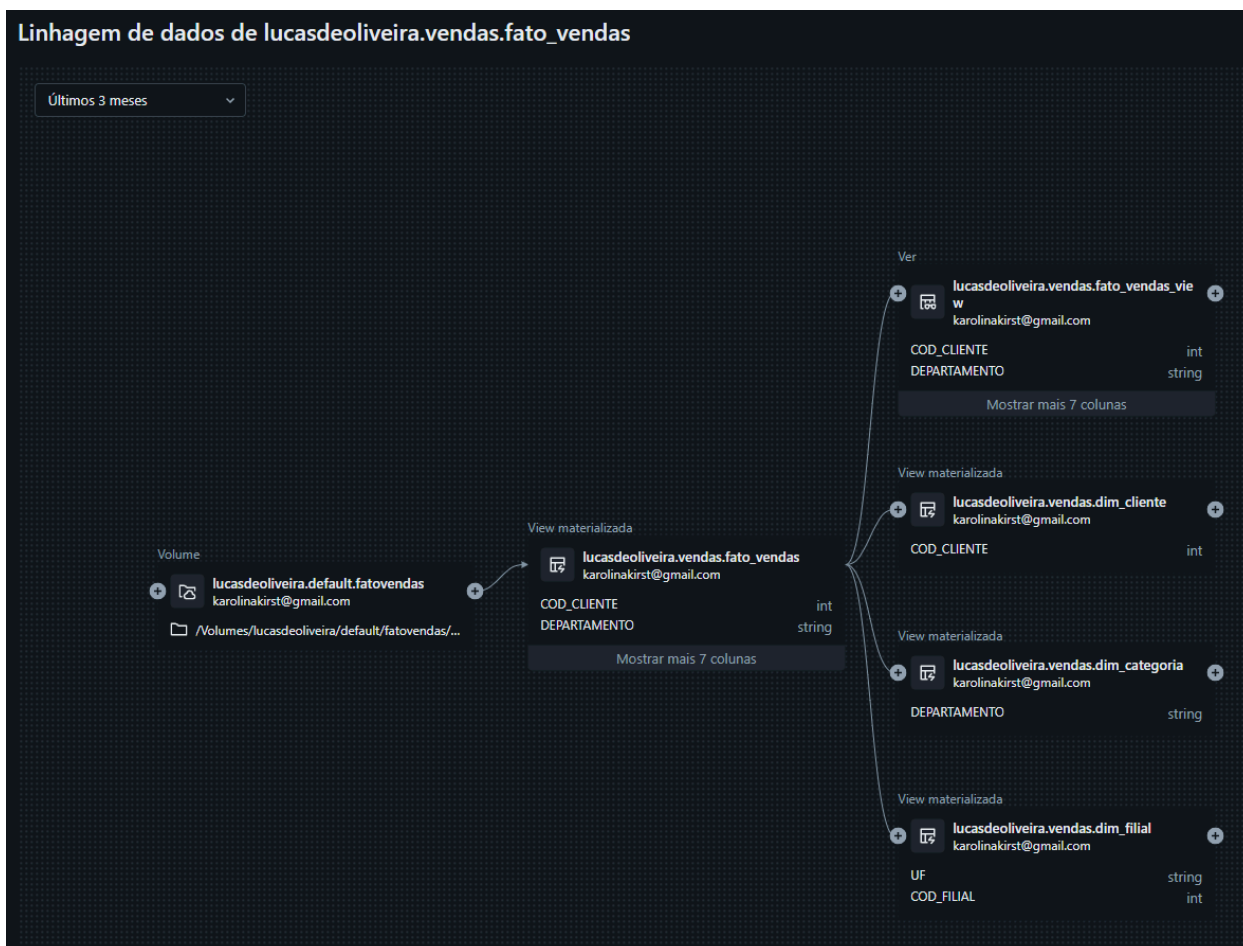 Linhagem de dados de lucasdeoliveira.vendas.fato_vendas
Últimos 3 meses
Volume
lucasdeoliveira.default.fatovendas
karolinakirst@gmail.com
/Volumes/lucasdeoliveira/default/fatovendas/...
View materializada
lucasdeoliveira.vendas.fato_vendas
karolinakirst@gmail.com
COD_CLIENTE int
DEPARTAMENTO string
Mostrar mais 7 colunas
Ver
lucasdeoliveira.vendas.fato_vendas_vie
w
karolinakirst@gmail.com
COD_CLIENTE int
DEPARTAMENTO string
Mostrar mais 7 colunas
View materializada
lucasdeoliveira.vendas.dim_cliente
karolinakirst@gmail.com
COD_CLIENTE int
View materializada
lucasdeoliveira.vendas.dim_categoria
karolinakirst@gmail.com
DEPARTAMENTO string
View materializada
lucasdeoliveira.vendas.dim_filial
karolinakirst@gmail.com
UF string
COD_FILIAL int